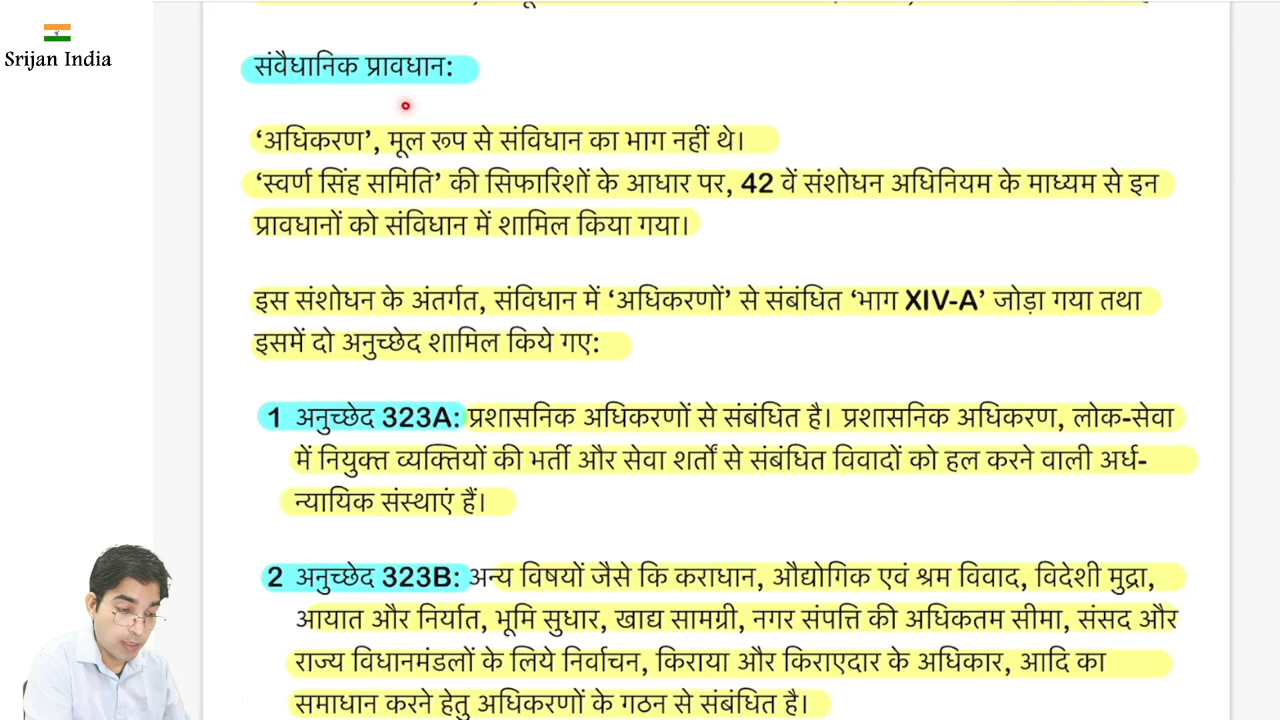 Srijan India
संवैधानिक प्रावधान:
‘अधिकरण’, मूल रूप से संविधान का भाग नहीं थे।
‘स्वर्ण सिंह समिति’ की सिफारिशों के आधार पर, 42 वें संशोधन अधिनियम के माध्यम से इन
प्रावधानों को संविधान में शामिल किया गया।
इस संशोधन के अंतर्गत, संविधान में ‘अधिकरणों’ से संबंधित ‘भाग XIV-A’ जोड़ा गया तथा
इसमें दो अनुच्छेद शामिल किये गए:
1 अनुच्छेद 323A: प्रशासनिक अधिकरणों से संबंधित है। प्रशासनिक अधिकरण, लोक-सेवा
में नियुक्त व्यक्तियों की भर्ती और सेवा शर्तों से संबंधित विवादों को हल करने वाली अर्ध-
न्यायिक संस्थाएं हैं।
2 अनुच्छेद 323B: अन्य विषयों जैसे कि कराधान, औद्योगिक एवं श्रम विवाद, विदेशी मुद्रा,
आयात और निर्यात, भूमि सुधार, खाद्य सामग्री, नगर संपत्ति की अधिकतम सीमा, संसद और
राज्य विधानमंडलों के लिये निर्वाचन, किराया और किराएदार के अधिकार, आदि का
समाधान करने हेतु अधिकरणों के गठन से संबंधित है।